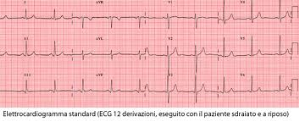 I aVR V1 V4
II aVL V2 V5
III aVF V3 V6
Elettrocardiogramma standard (ECG 12 derivazioni, eseguito con il paziente sdraiato e a riposo)